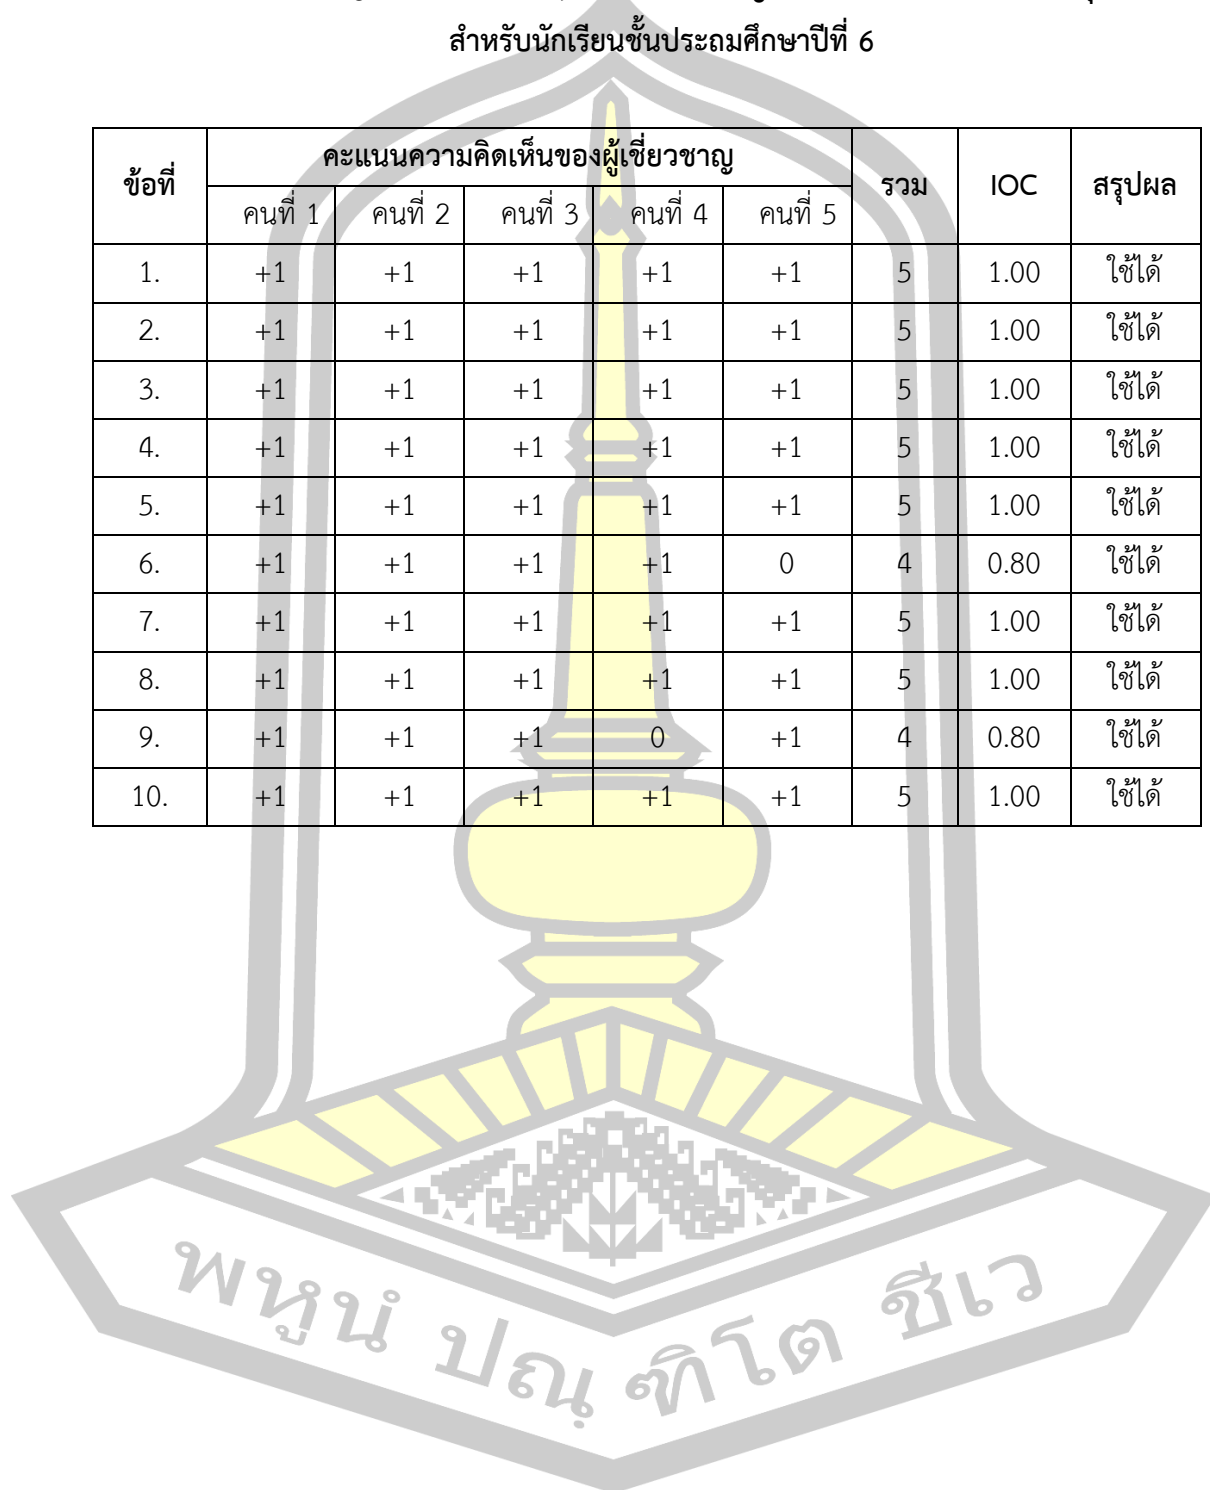 สำหรับนักเรียนชั้นประถมศึกษาปีที่ 6
ข้อที่ คะแนนความคิดเห็นของผู้เชี่ยวชาญ รวม IOC สรุปผล
คนที่ 1 คนที่ 2 คนที่ 3 คนที่ 4 คนที่ 5
1. +1 +1 +1 +1 +1 5 1.00 ใช้ได้
2. +1 +1 +1 +1 +1 5 1.00 ใช้ได้
3. +1 +1 +1 +1 +1 5 1.00 ใช้ได้
4. +1 +1 +1 +1 +1 5 1.00 ใช้ได้
5. +1 +1 +1 +1 +1 5 1.00 ใช้ได้
6. +1 +1 +1 +1 0 4 0.80 ใช้ได้
7. +1 +1 +1 +1 +1 5 1.00 ใช้ได้
8. +1 +1 +1 +1 +1 5 1.00 ใช้ได้
9. +1 +1 +1 0 +1 4 0.80 ใช้ได้
10. +1 +1 +1 +1 +1 5 1.00 ใช้ได้
พหูนํ ปณฺฑิโต ชีเว